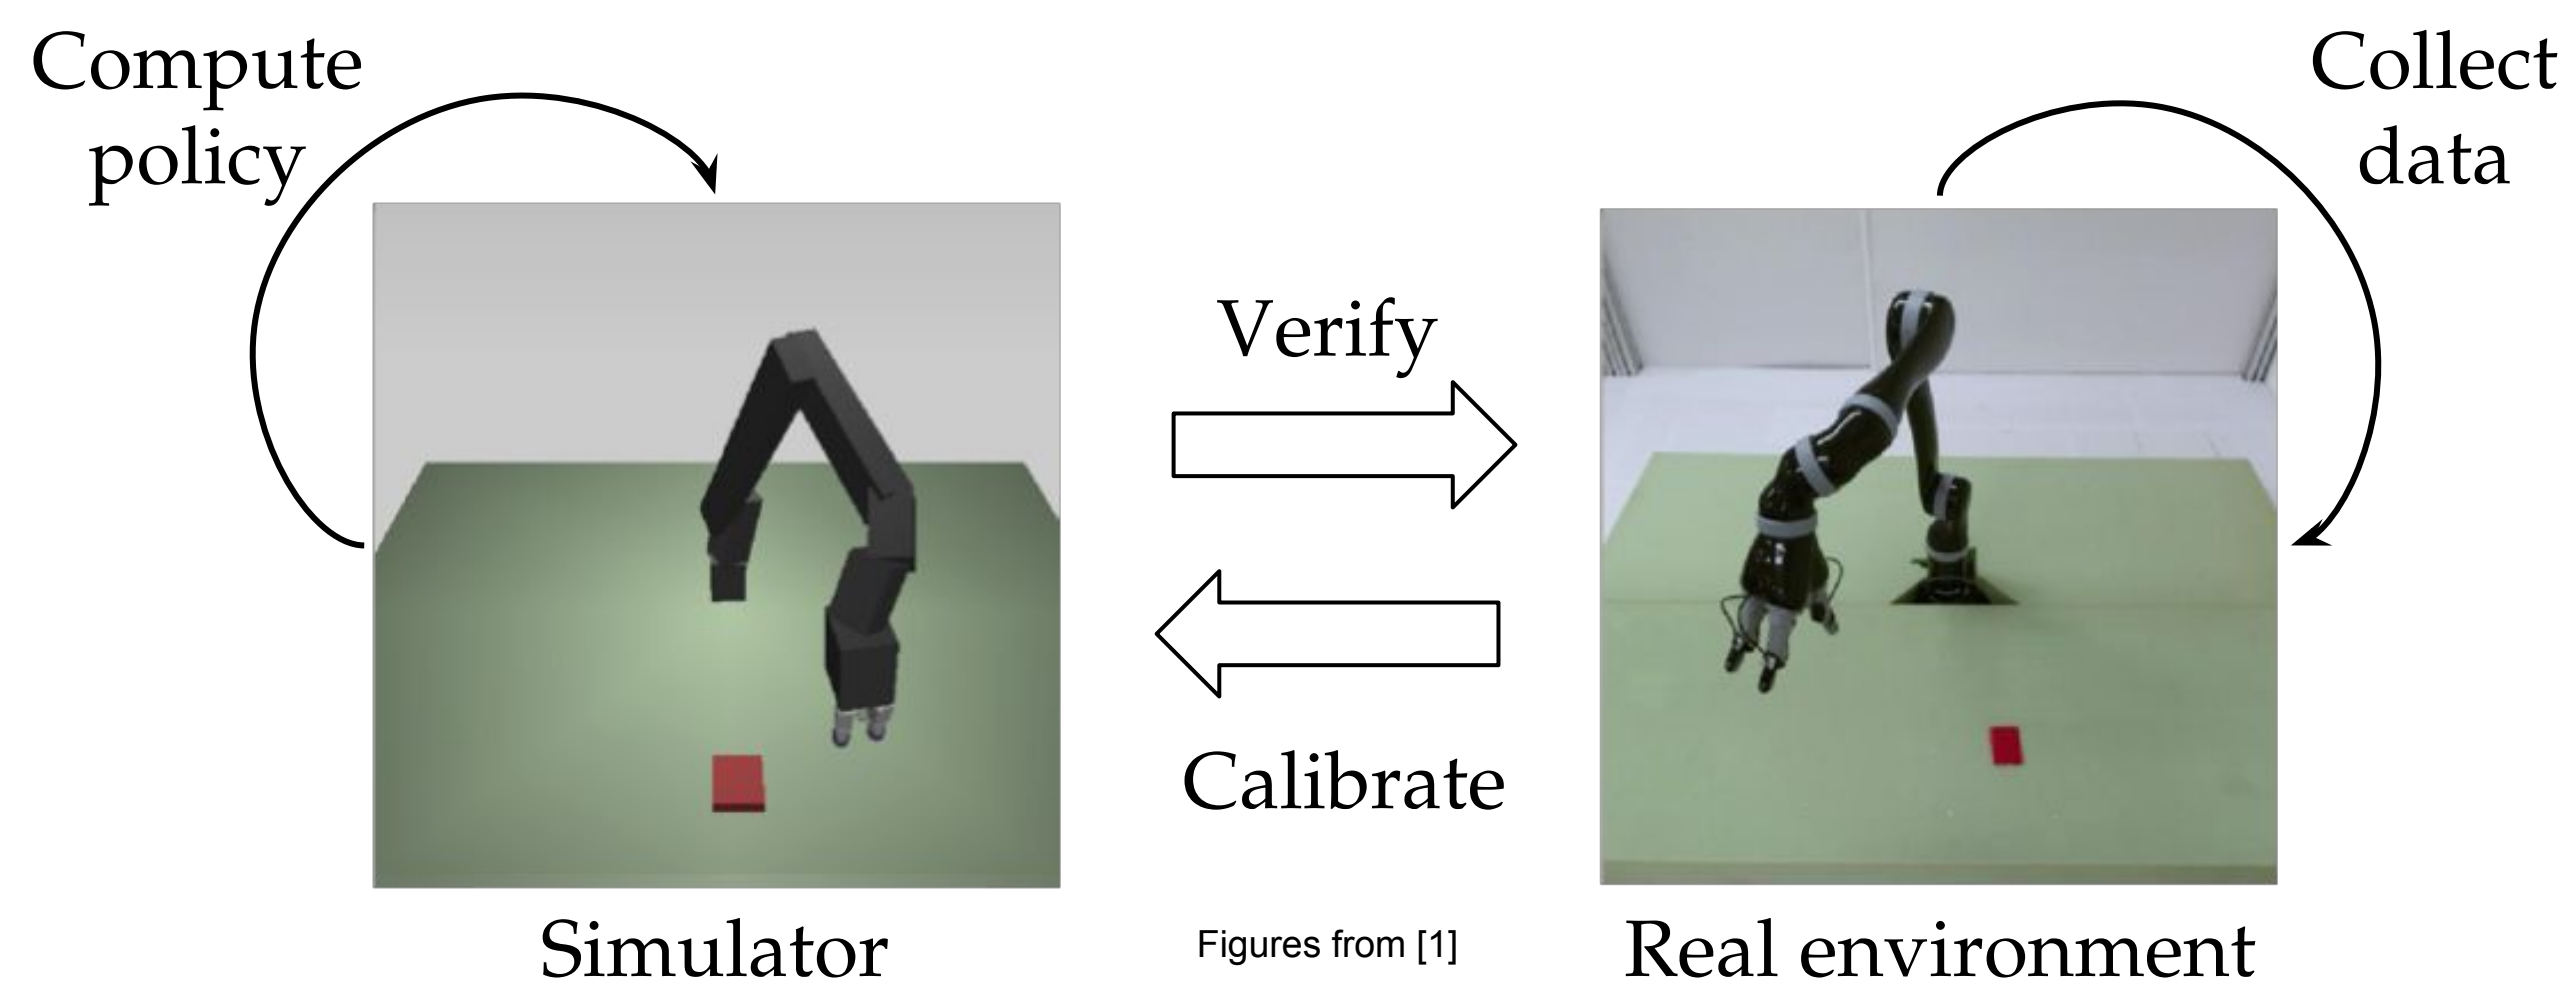 Compute
policy
Collect
data
Verify
Calibrate
Simulator
Figures from [1]
Real environment